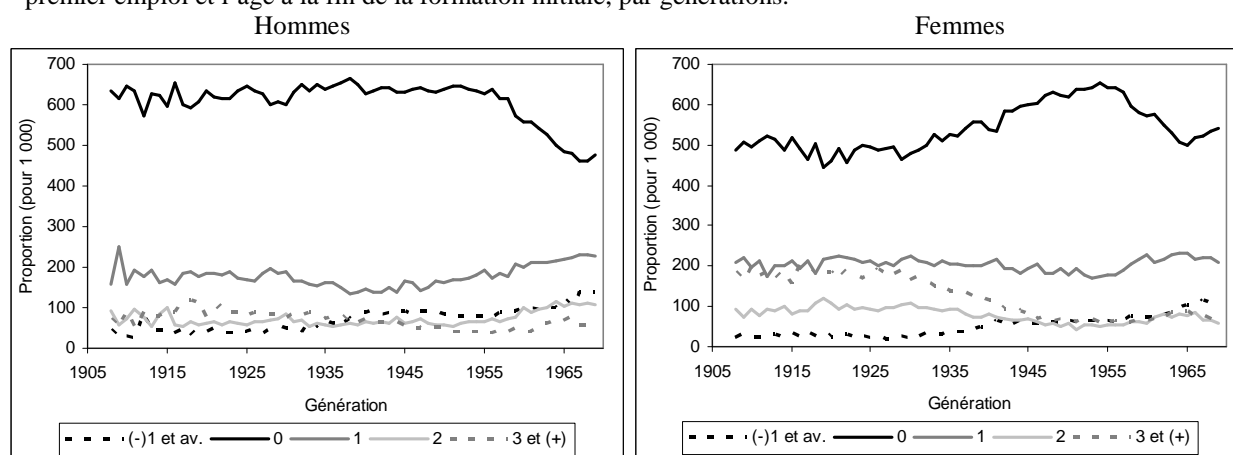 premier emploi et l'âge à la fin de la formation initiale, par générations.
Hommes
Femmes
Proportion (pour 1 000)
700
600
500
400
300
200
100
0
1905 1915 1925 1935 1945 1955 1965
Génération
(-)1 et av. 0 1 2 3 et (+)
Proportion (pour 1 000)
700
600
500
400
300
200
100
0
1905 1915 1925 1935 1945 1955 1965
Génération
(-)1 et av. 0 1 2 3 et (+)